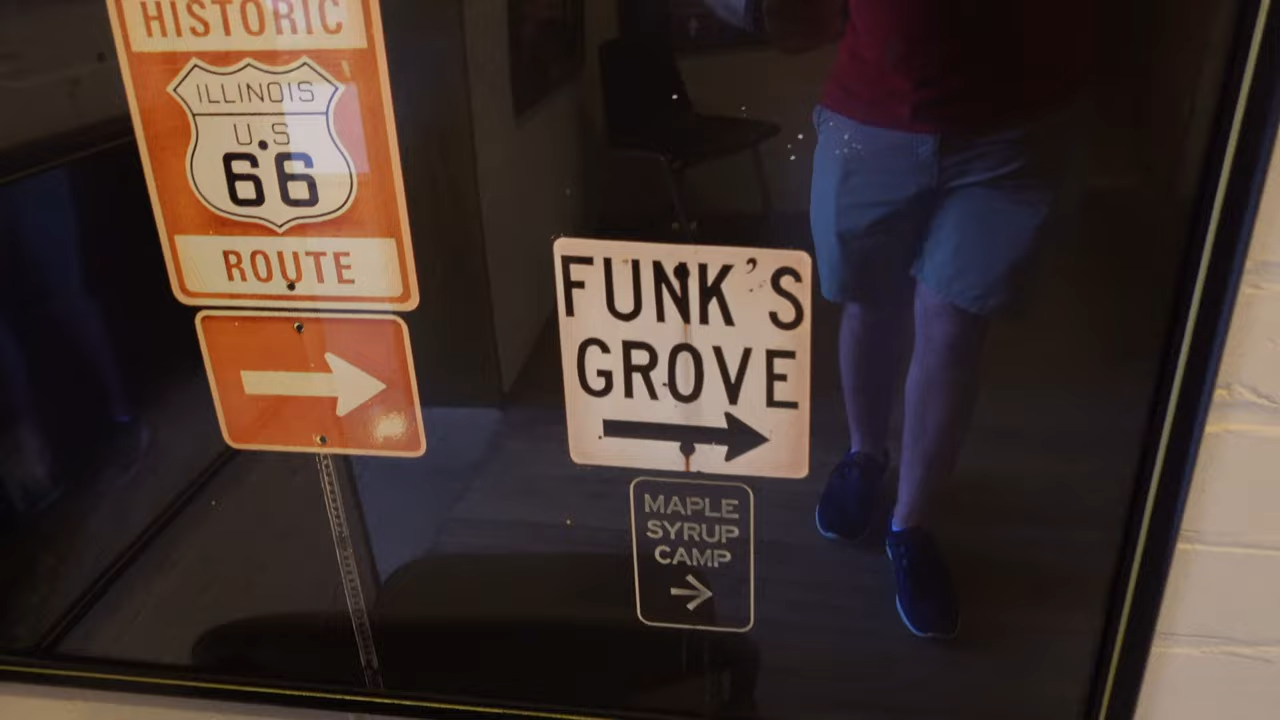 HISTORIC
ILLINOIS
U.S
66
ROUTE
FUNK'S
GROVE
MAPLE
SYRUP
CAMP